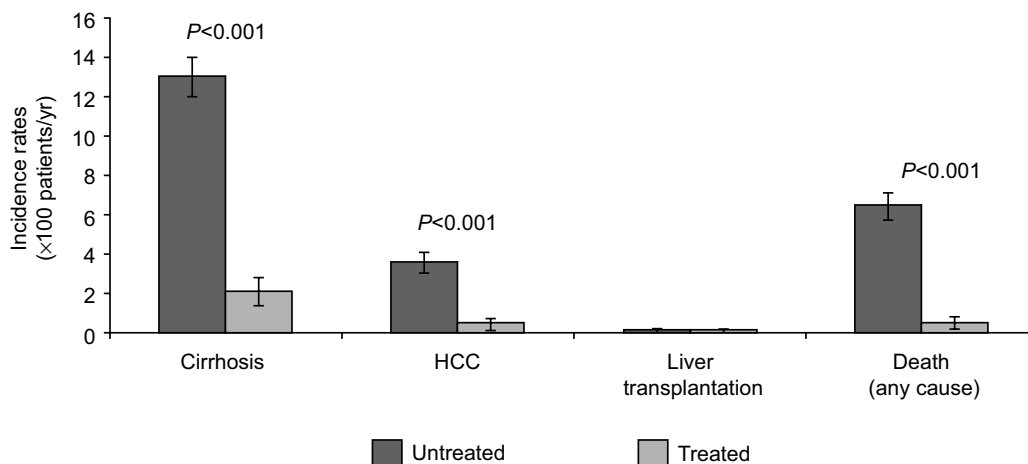 Incidence rates
(×100 patients/yr)
16
14
12
10
8
6
4
2
0
P<0.001
P<0.001
P<0.001
Cirrhosis
HCC
Liver
transplantation
Death
(any cause)
Untreated
Treated